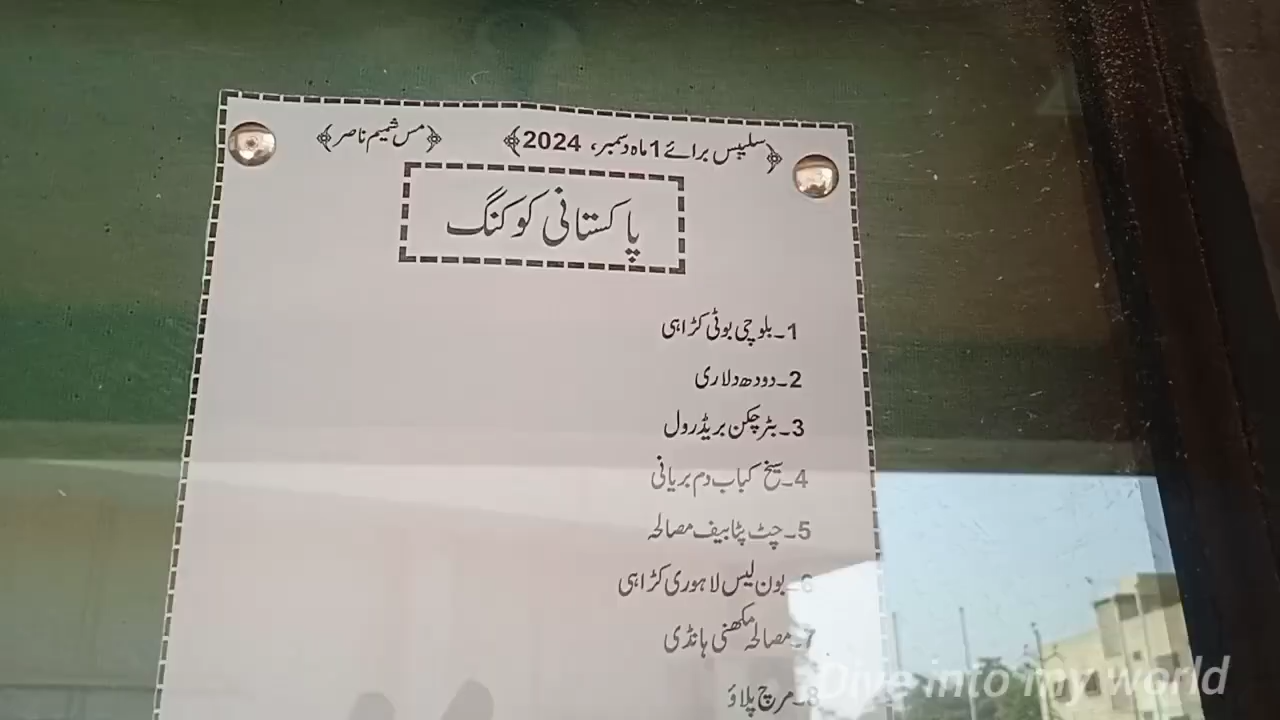 سلیبس برائے 1 ماہ دسمبر، 2024
مس شمیم ناصر
پاکستانی کوکنگ
1۔ بلوچی بوٹی کڑاہی
2۔ دودھ دلاری
3۔ بٹر چکن بریڈ رول
4۔ سیخ کباب دم بریانی
5۔ چٹ پٹا بیف مصالحہ
6۔ بون لیس لاہوری کڑاہی
7۔ مصالحہ مکھنی ہانڈی
8۔ مرچ پلاؤ
Dive into my world